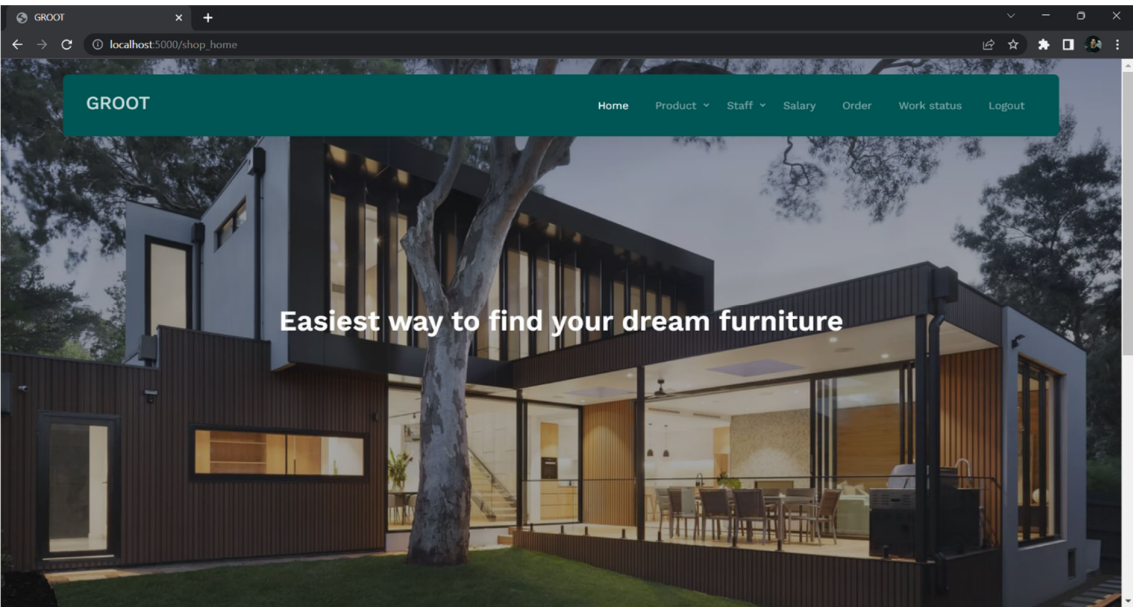 GROOT
localhost:5000/shop_home
GROOT
Home Product Staff Salary Order Work status Logout
Easiest way to find your dream furniture